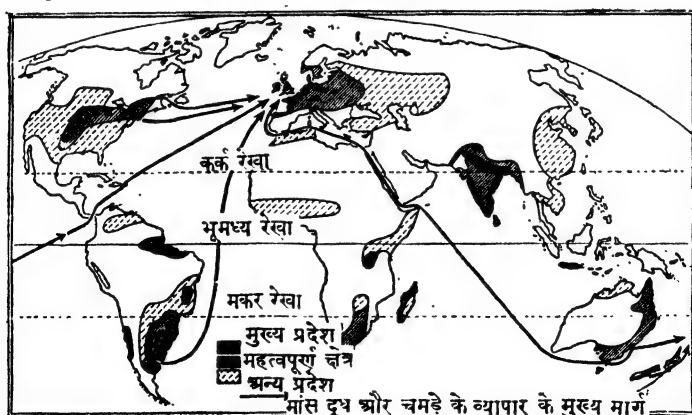 कर्क रेखा
भूमध्य रेखा
मकर रेखा
मुख्य प्रदेश
महत्वपूर्ण क्षेत्र
अन्य प्रदेश
मांस दूध और चमड़े के व्यापार के मुख्य मार्ग